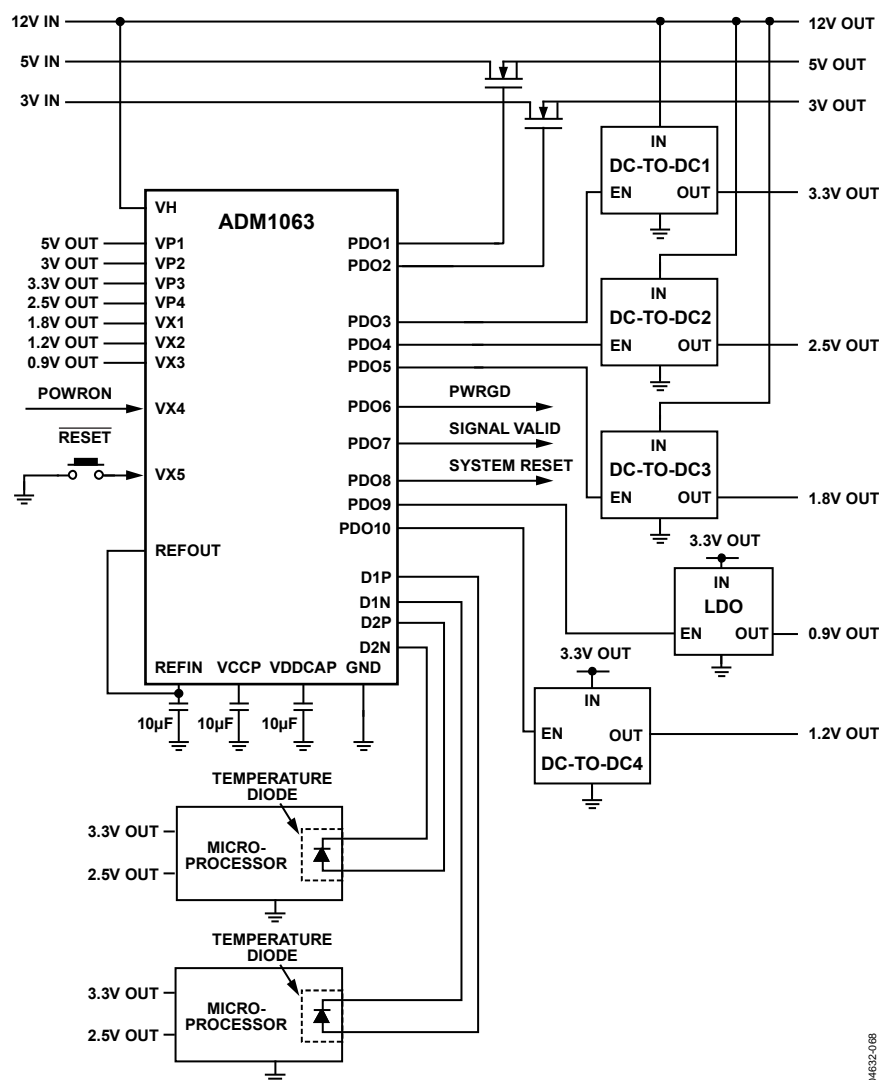 12V IN
12V OUT
5V IN
5V OUT
3V IN
3V OUT
IN
DC-TO-DC1
EN OUT
3.3V OUT
ADM1063
VH
5V OUT VP1
3V OUT VP2
3.3V OUT VP3
2.5V OUT VP4
1.8V OUT VX1
1.2V OUT VX2
0.9V OUT VX3
POWRON
VX4
RESET
VX5
REFOUT
REFIN VCCP VDDCAP GND
10µF 10µF 10µF
PDO1
PDO2
PDO3
PDO4
PDO5
PDO6
PWRGD
PDO7
SIGNAL VALID
PDO8
SYSTEM RESET
PDO9
PDO10
D1P
D1N
D2P
D2N
IN
DC-TO-DC2
EN OUT
2.5V OUT
IN
DC-TO-DC3
EN OUT
1.8V OUT
3.3V OUT
IN
LDO
EN OUT
0.9V OUT
3.3V OUT
IN
EN OUT
DC-TO-DC4
1.2V OUT
TEMPERATURE
DIODE
3.3V OUT
2.5V OUT
MICRO-
PROCESSOR
TEMPERATURE
DIODE
3.3V OUT
2.5V OUT
MICRO-
PROCESSOR
04632-068